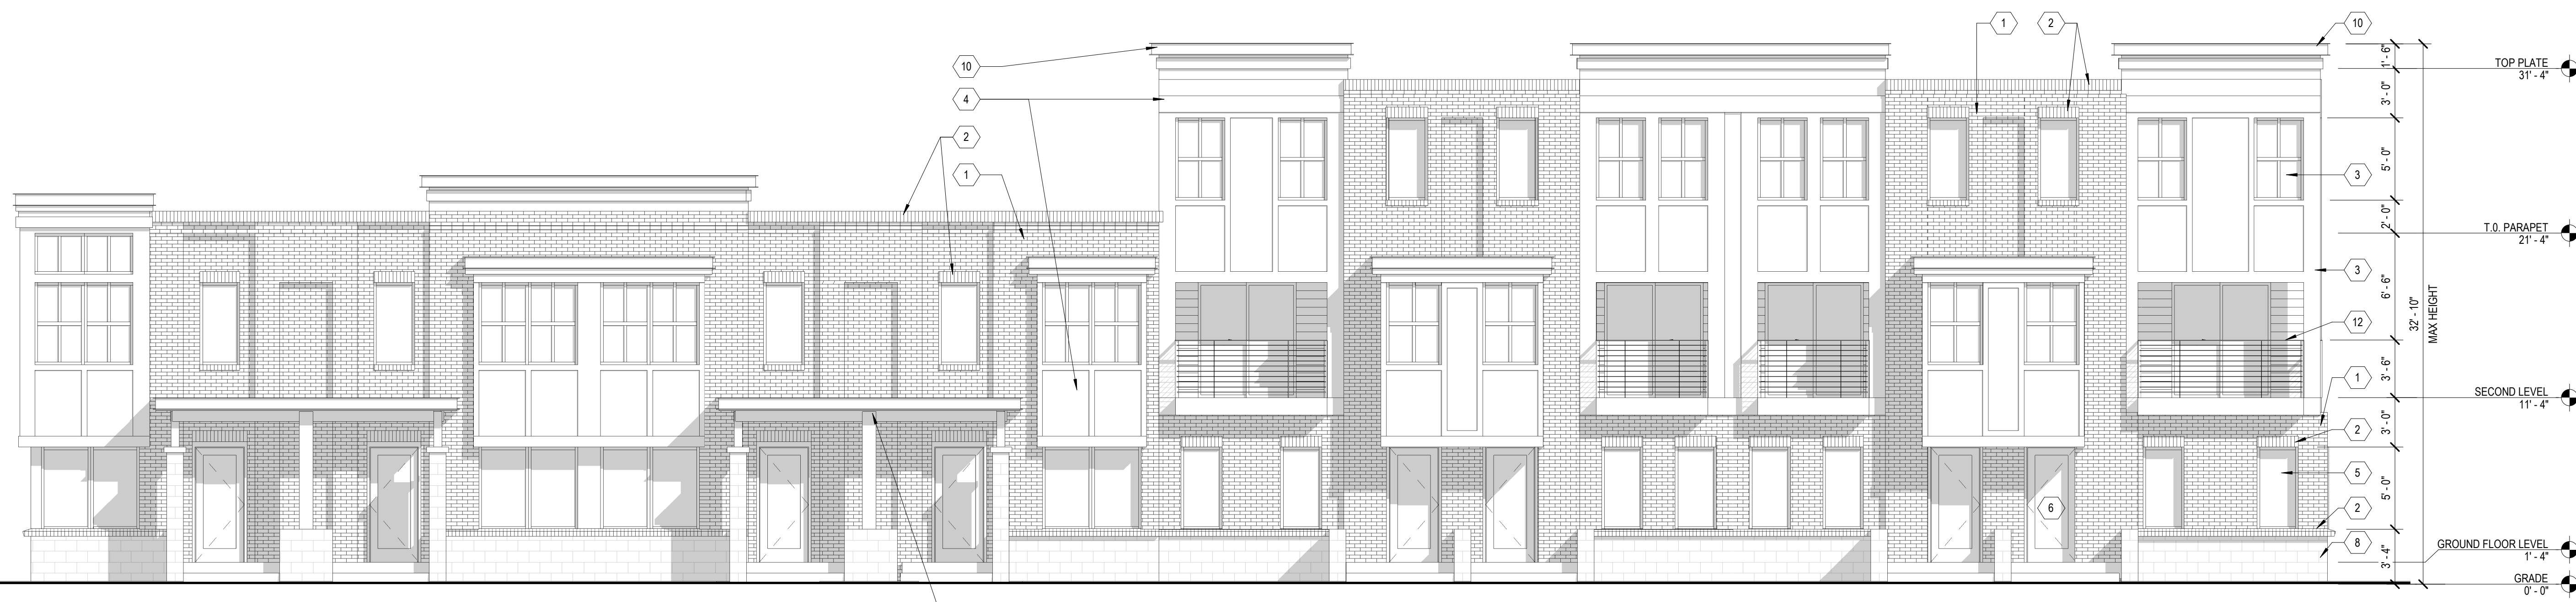 1
2
10
10
4
2
1
3
3
12
1
2
5
6
2
8
1' - 6"
3' - 0"
5' - 0"
2' - 0"
6' - 6"
3' - 6"
3' - 0"
5' - 0"
3' - 4"
32' - 10"
MAX HEIGHT
TOP PLATE
31' - 4"
T.0. PARAPET
21' - 4"
SECOND LEVEL
11' - 4"
GROUND FLOOR LEVEL
1' - 4"
GRADE
0' - 0"